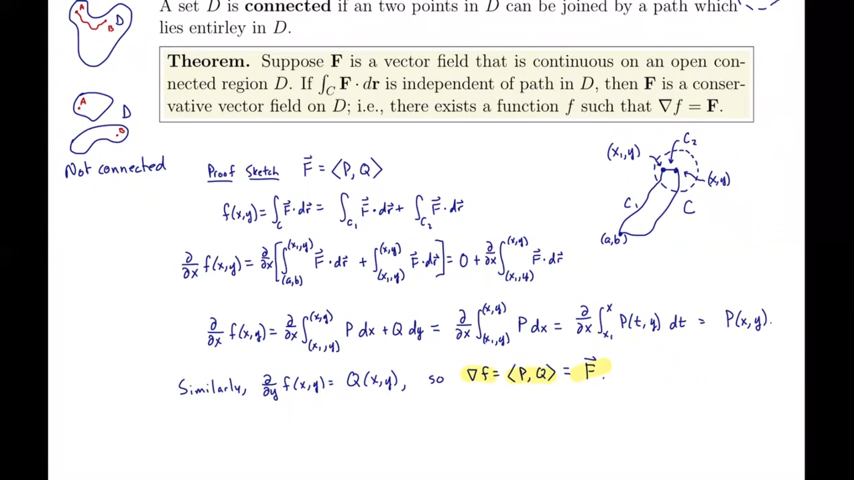 A set D is connected if an two points in D can be joined by a path which
lies entirley in D.
Theorem. Suppose F is a vector field that is continuous on an open con-
nected region D. If ∫_C F · dr is independent of path in D, then F is a conser-
vative vector field on D; i.e., there exists a function f such that ∇f = F.
A B D
A B D
Not connected
Proof Sketch F⃗ = ⟨P, Q⟩
f(x,y) = ∫_C F⃗·dr⃗ = ∫_{C₁} F⃗·dr⃗ + ∫_{C₂} F⃗·dr⃗
(x₁,y) C₂ (x,y) C₁ C (a,b)
∂/∂x f(x,y) = ∂/∂x [∫_{(a,b)}^{(x₁,y)} F⃗·dr⃗ + ∫_{(x₁,y)}^{(x,y)} F⃗·dr⃗] = 0 + ∂/∂x ∫_{(x₁,y)}^{(x,y)} F⃗·dr⃗
∂/∂x f(x,y) = ∂/∂x ∫_{(x₁,y)}^{(x,y)} P dx + Q dy = ∂/∂x ∫_{(x₁,y)}^{(x,y)} P dx = ∂/∂x ∫_{x₁}^{x} P(t,y) dt = P(x,y).
Similarly, ∂/∂y f(x,y) = Q(x,y), so ∇f = ⟨P, Q⟩ = F⃗.